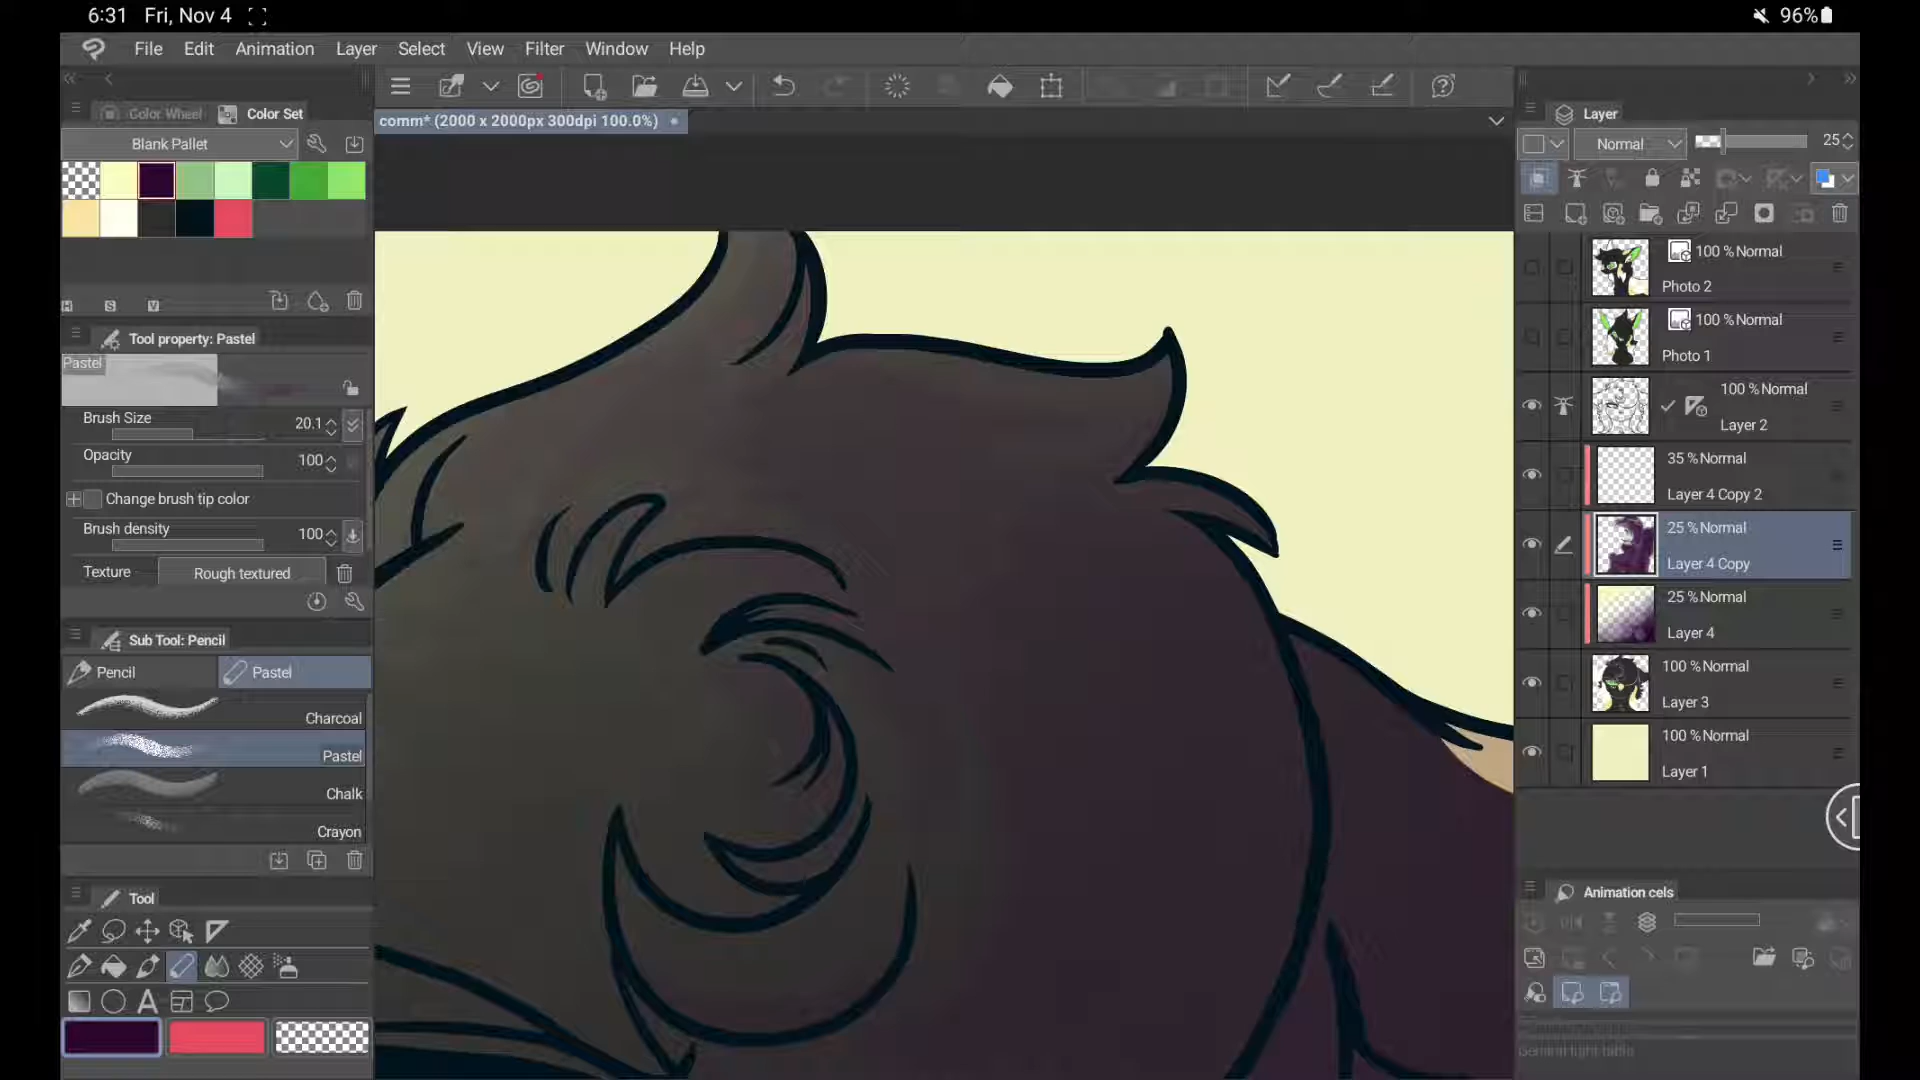 6:31 Fri, Nov 4 96%
File Edit Animation Layer Select View Filter Window Help
Color Wheel Color Set
Blank Pallet
comm* (2000 x 2000px 300dpi 100.0%)
H S V
Tool property: Pastel
Pastel
Brush Size 20.1
Opacity 100
Change brush tip color
Brush density 100
Texture Rough textured
Sub Tool: Pencil
Pencil Pastel
Charcoal
Pastel
Chalk
Crayon
Tool
Layer
Normal 25
100 %Normal
Photo 2
100 %Normal
Photo 1
100 %Normal
Layer 2
35 %Normal
Layer 4 Copy 2
25 %Normal
Layer 4 Copy
25 %Normal
Layer 4
100 %Normal
Layer 3
100 %Normal
Layer 1
Animation cels
General light table